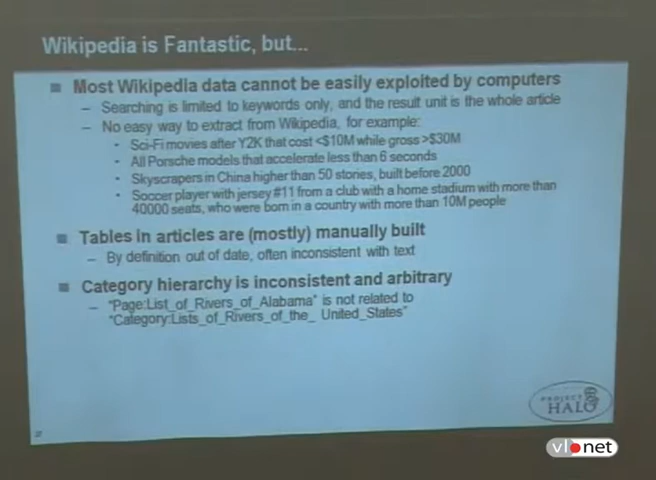 Wikipedia is Fantastic, but...
Most Wikipedia data cannot be easily exploited by computers
– Searching is limited to keywords only, and the result unit is the whole article
– No easy way to extract from Wikipedia, for example:
• Sci-Fi movies after Y2K that cost <$10M while gross >$30M
• All Porsche models that accelerate less than 6 seconds
• Skyscrapers in China higher than 50 stories, built before 2000
• Soccer player with jersey #11 from a club with a home stadium with more than
40000 seats, who were born in a country with more than 10M people
Tables in articles are (mostly) manually built
– By definition out of date, often inconsistent with text
Category hierarchy is inconsistent and arbitrary
– "Page:List_of_Rivers_of_Alabama" is not related to
"Category:Lists_of_Rivers_of_the_ United_States"
PROJECT
HALO
vl.net